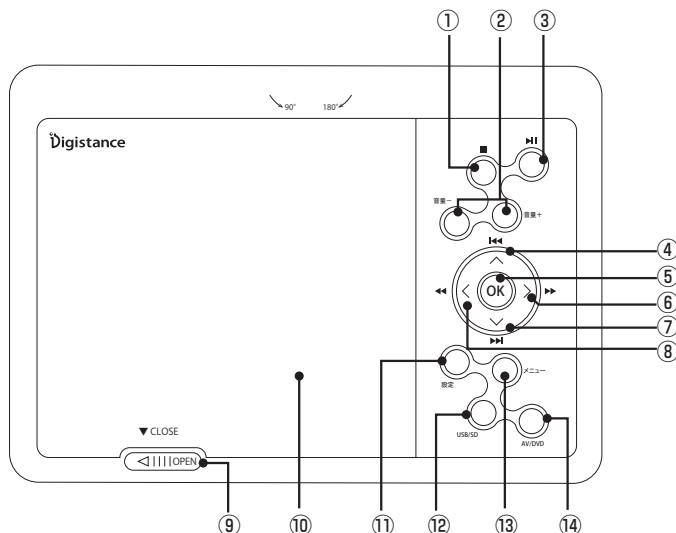 ① ② ③
90° 180°
Digistance
音量− 音量+
④
OK ⑤
⑥
⑦
⑧
設定 メニュー
▼ CLOSE
USB/SD AV/DVD
OPEN
⑨ ⑩ ⑪ ⑫ ⑬ ⑭